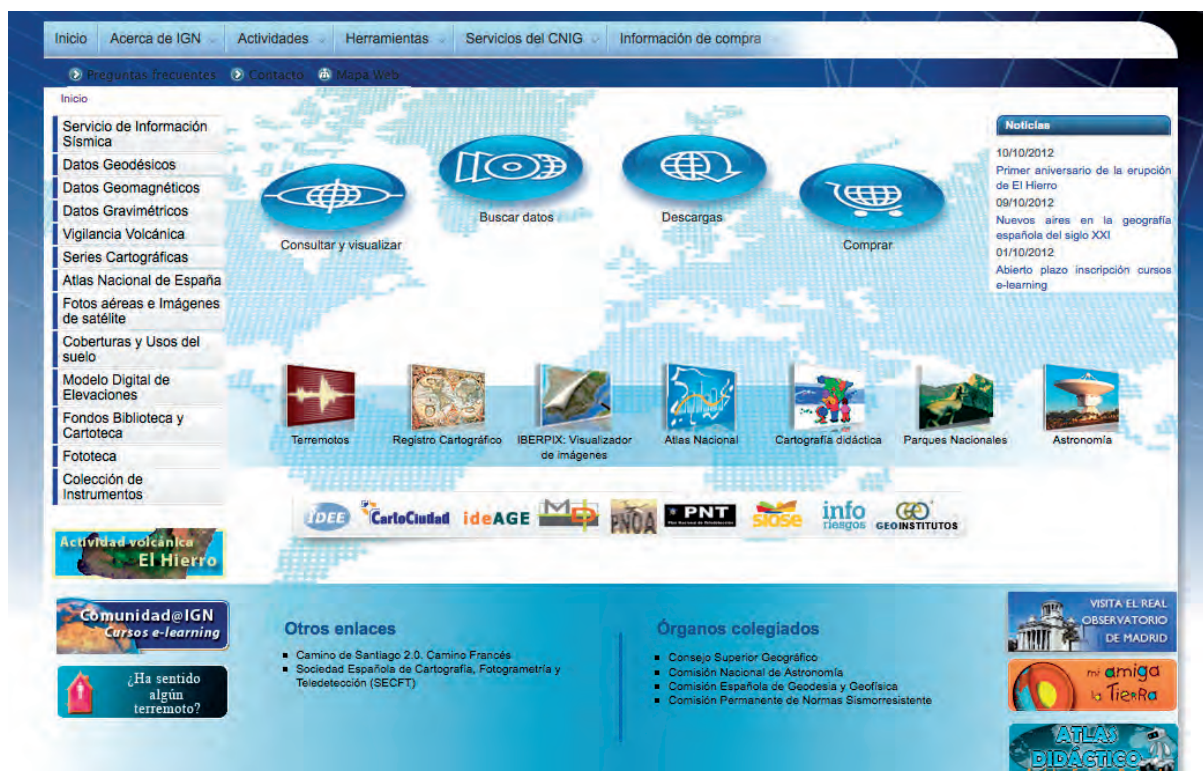 Inicio Acerca de IGN Actividades Herramientas Servicios del CNIG Información de compra
Preguntas frecuentes Contacto Mapa Web
Inicio
Servicio de Información
Sísmica
Datos Geodésicos
Datos Geomagnéticos
Datos Gravimétricos
Vigilancia Volcánica
Series Cartográficas
Atlas Nacional de España
Fotos aéreas e Imágenes
de satélite
Coberturas y Usos del
suelo
Modelo Digital de
Elevaciones
Fondos Biblioteca y
Cartoteca
Fototeca
Colección de
Instrumentos
Actividad volcánica
El Hierro
Comunidad@IGN
Cursos e-learning
¿Ha sentido
algún
terremoto?
Consultar y visualizar
Buscar datos
Descargas
Comprar
Noticias
10/10/2012
Primer aniversario de la erupción
de El Hierro
09/10/2012
Nuevos aires en la geografía
española del siglo XXI
01/10/2012
Abierto plazo inscripción cursos
e-learning
Terremotos
Registro Cartográfico
IBERPIX: Visualizador
de imágenes
Atlas Nacional
Cartografía didáctica
Parques Nacionales
Astronomía
IDEE
CartoCiudad
ideAGE
PNOA
PNT
siose
info
riesgos
GEO
GEOINSTITUTOS
Otros enlaces
Camino de Santiago 2.0. Camino Francés
Sociedad Española de Cartografía, Fotogrametría y
Teledetección (SECFT)
Órganos colegiados
Consejo Superior Geográfico
Comisión Nacional de Astronomía
Comisión Española de Geodesia y Geofísica
Comisión Permanente de Normas Sismorresistente
VISITA EL REAL
OBSERVATORIO
DE MADRID
mi amiga
la TieRRa
ATLAS
DIDÁCTICO